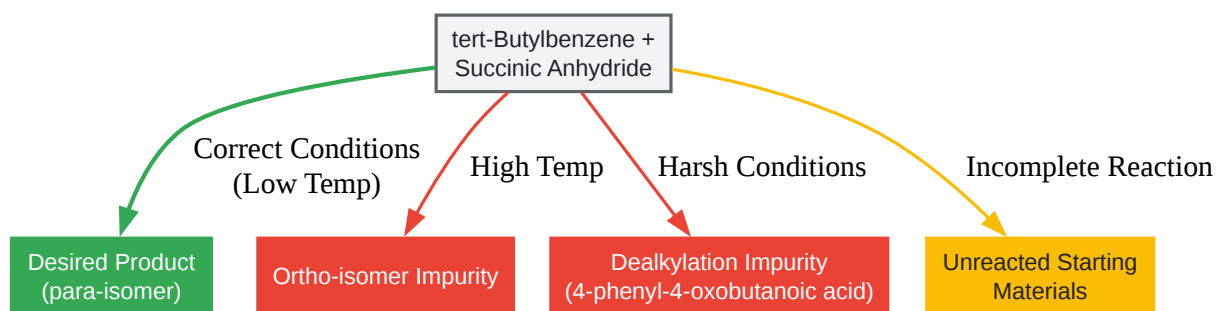 tert-Butylbenzene +
Succinic Anhydride
Correct Conditions
(Low Temp)
High Temp
Harsh Conditions
Incomplete Reaction
Desired Product
(para-isomer)
Ortho-isomer Impurity
Dealkylation Impurity
(4-phenyl-4-oxobutanoic acid)
Unreacted Starting
Materials